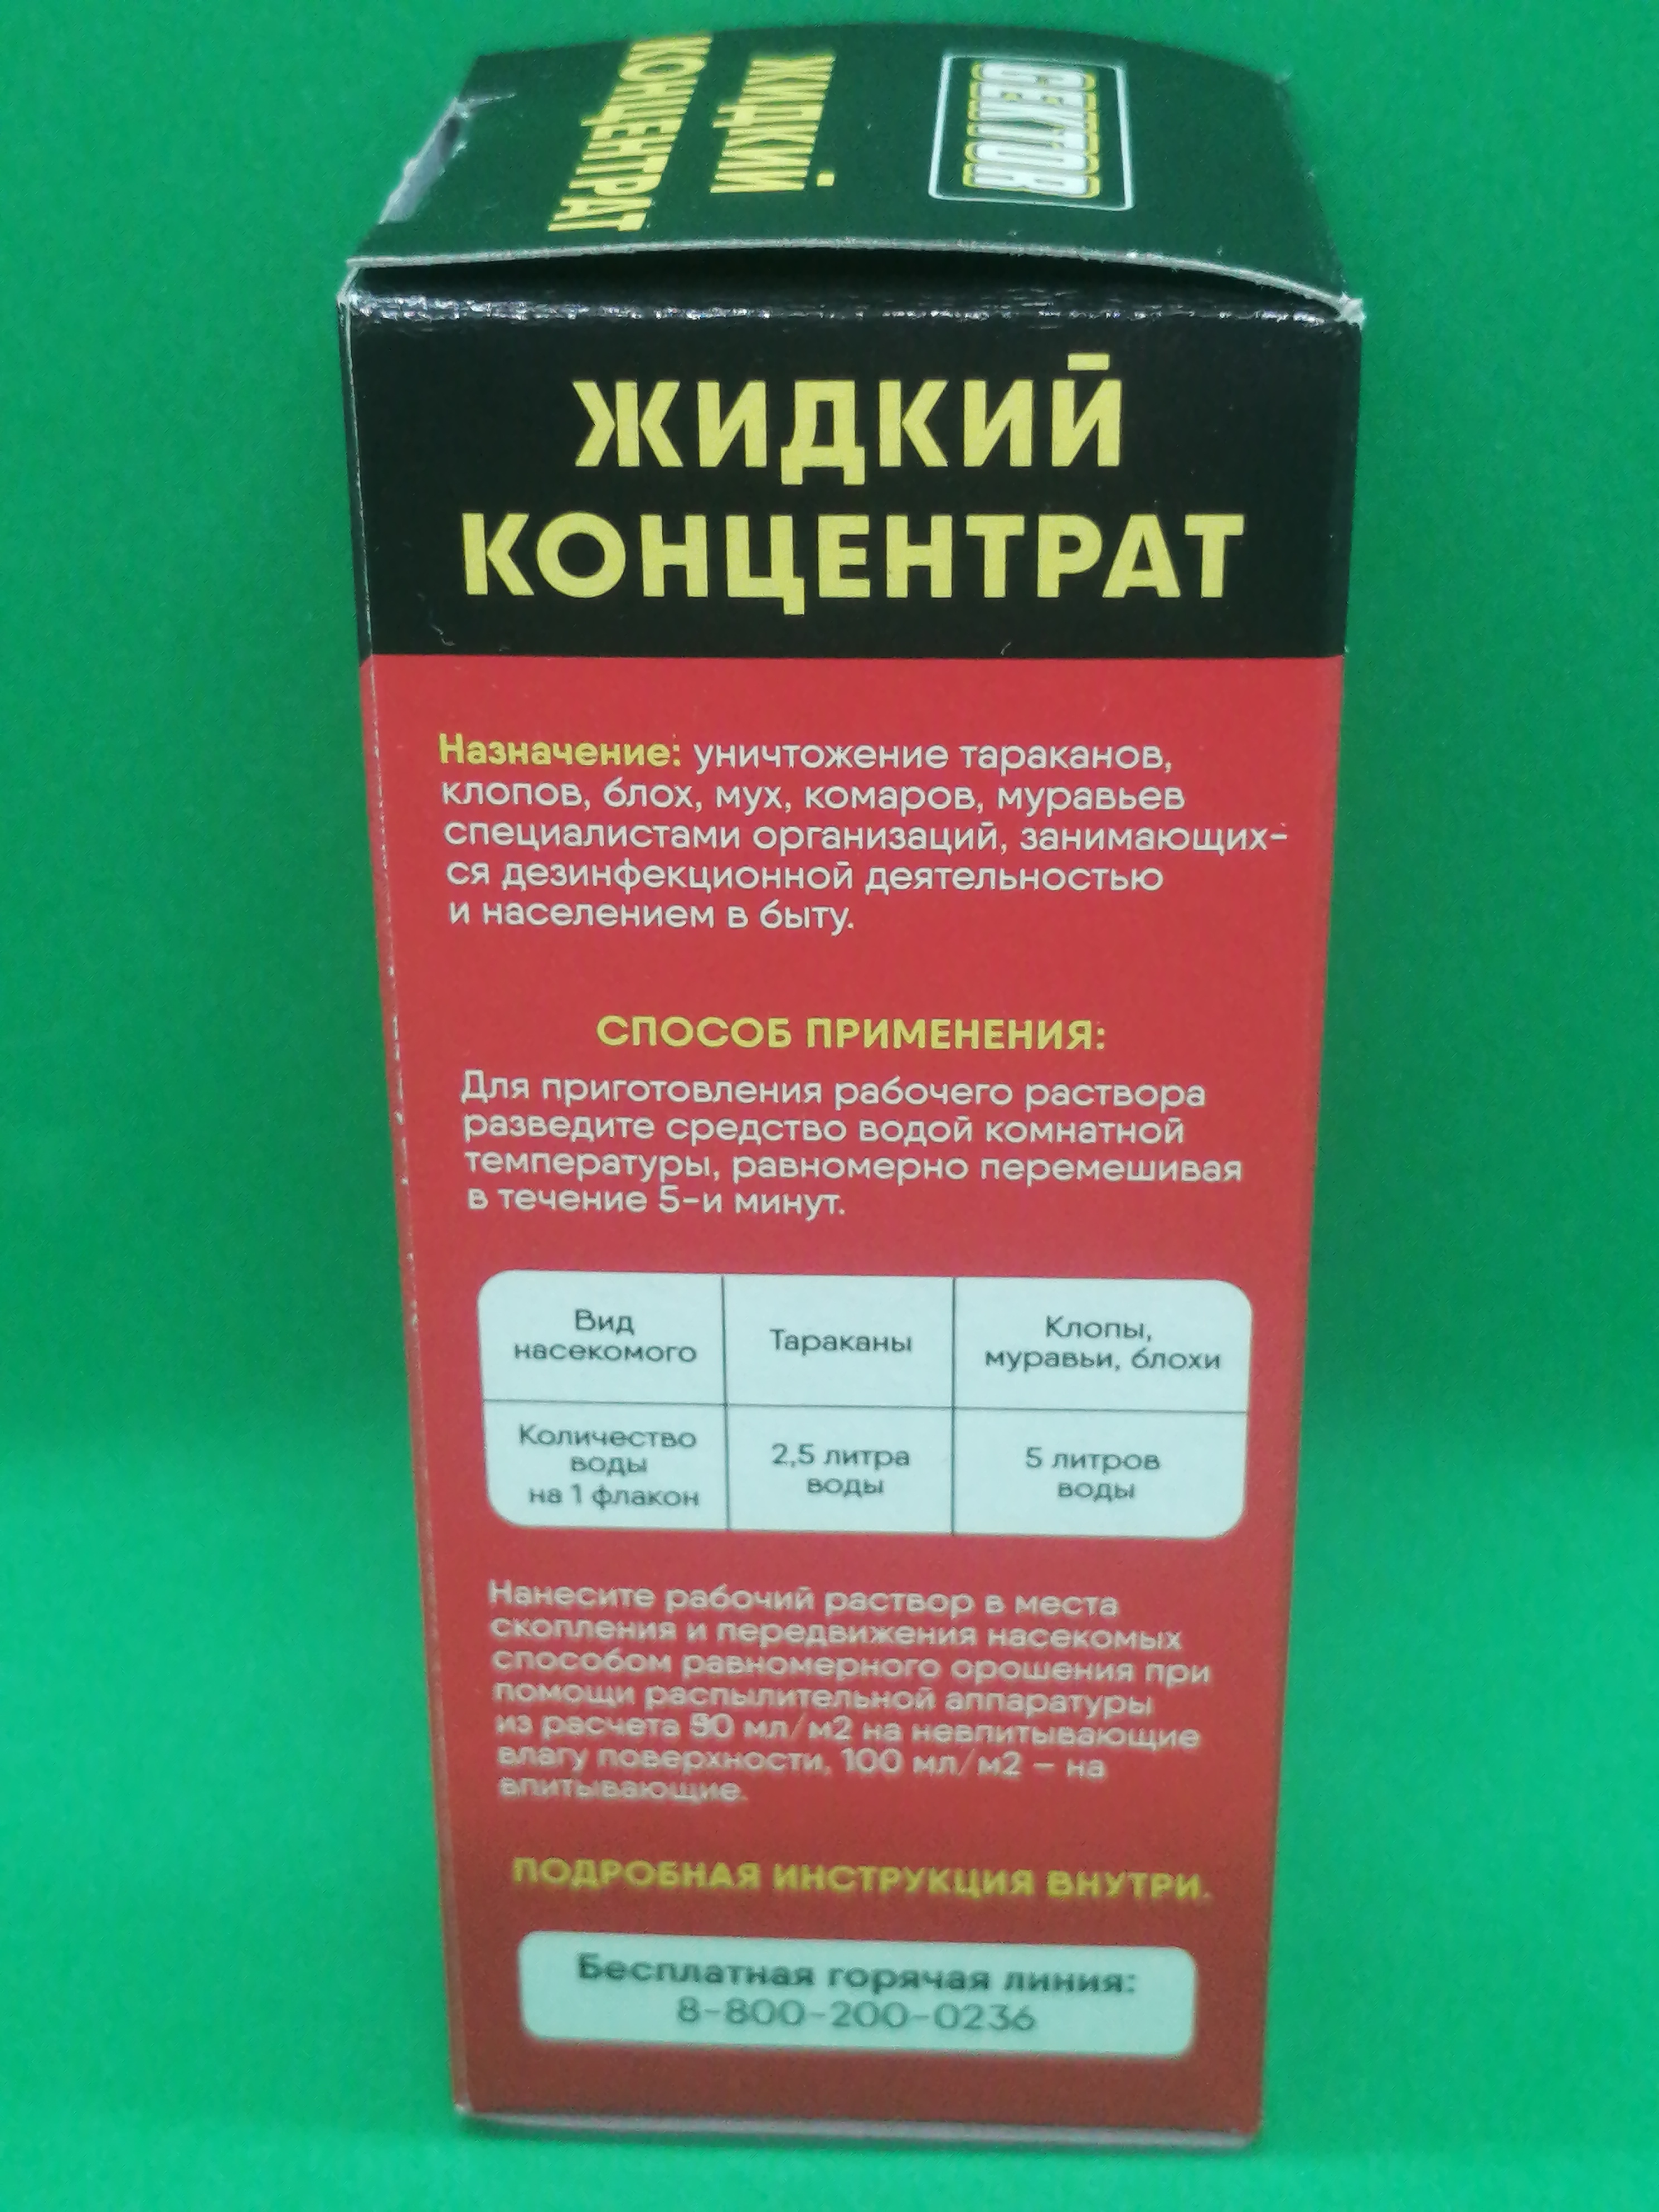 СЕКТОР
ЖИДКИЙ
КОНЦЕНТРАТ
ЖИДКИЙ
КОНЦЕНТРАТ
Назначение: уничтожение тараканов,
клопов, блох, мух, комаров, муравьев
специалистами организаций, занимающих-
ся дезинфекционной деятельностью
и населением в быту.
СПОСОБ ПРИМЕНЕНИЯ:
Для приготовления рабочего раствора
разведите средство водой комнатной
температуры, равномерно перемешивая
в течение 5-и минут.
Вид
насекомого
Тараканы
Клопы,
муравьи, блохи
Количество
воды
на 1 флакон
2,5 литра
воды
5 литров
воды
Нанесите рабочий раствор в места
скопления и передвижения насекомых
способом равномерного орошения при
помощи распылительной аппаратуры
из расчета 50 мл/м2 на невпитывающие
влагу поверхности, 100 мл/м2 – на
впитывающие.
ПОДРОБНАЯ ИНСТРУКЦИЯ ВНУТРИ.
Бесплатная горячая линия:
8-800-200-0236